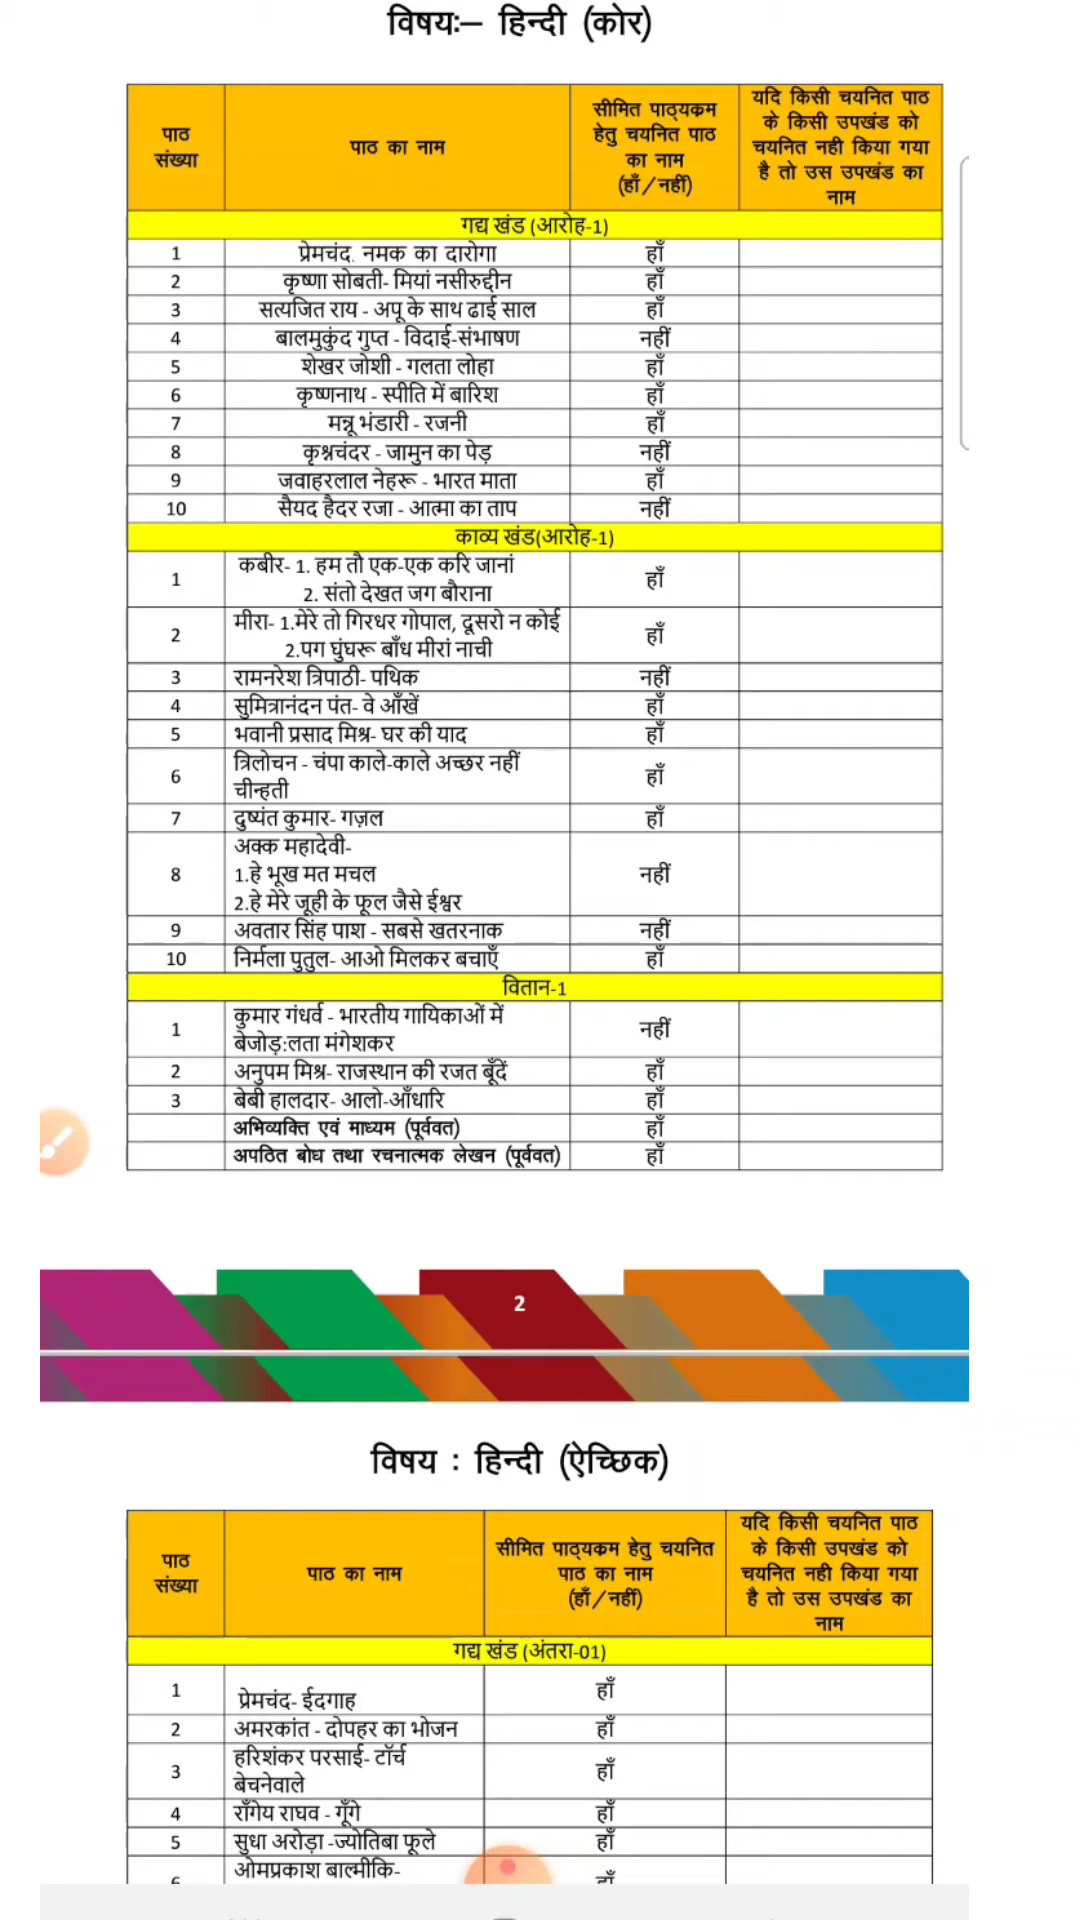 विषय:– हिन्दी (कोर)
पाठ संख्या | पाठ का नाम | सीमित पाठ्यक्रम हेतु चयनित पाठ का नाम (हाँ/नहीं) | यदि किसी चयनित पाठ के किसी उपखंड को चयनित नही किया गया है तो उस उपखंड का नाम
गद्य खंड (आरोह-1)
1 प्रेमचंद. नमक का दारोगा हाँ
2 कृष्णा सोबती- मियां नसीरुद्दीन हाँ
3 सत्यजित राय - अपू के साथ ढाई साल हाँ
4 बालमुकुंद गुप्त - विदाई-संभाषण नहीं
5 शेखर जोशी - गलता लोहा हाँ
6 कृष्णनाथ - स्पीति में बारिश हाँ
7 मन्नू भंडारी - रजनी हाँ
8 कृश्नचंदर - जामुन का पेड़ नहीं
9 जवाहरलाल नेहरू - भारत माता हाँ
10 सैयद हैदर रजा - आत्मा का ताप नहीं
काव्य खंड(आरोह-1)
1 कबीर- 1. हम तौ एक-एक करि जानां हाँ
2. संतो देखत जग बौराना
2 मीरा- 1.मेरे तो गिरधर गोपाल, दूसरो न कोई हाँ
2.पग घुंघरू बाँध मीरां नाची
3 रामनरेश त्रिपाठी- पथिक नहीं
4 सुमित्रानंदन पंत- वे आँखें हाँ
5 भवानी प्रसाद मिश्र- घर की याद हाँ
6 त्रिलोचन - चंपा काले-काले अच्छर नहीं हाँ
चीन्हती
7 दुष्यंत कुमार- गज़ल हाँ
8 अक्क महादेवी- नहीं
1.हे भूख मत मचल
2.हे मेरे जूही के फूल जैसे ईश्वर
9 अवतार सिंह पाश - सबसे खतरनाक नहीं
10 निर्मला पुतुल- आओ मिलकर बचाएँ हाँ
वितान-1
1 कुमार गंधर्व - भारतीय गायिकाओं में नहीं
बेजोड़:लता मंगेशकर
2 अनुपम मिश्र- राजस्थान की रजत बूँदें हाँ
3 बेबी हालदार- आलो-आँधारि हाँ
अभिव्यक्ति एवं माध्यम (पूर्ववत) हाँ
अपठित बोध तथा रचनात्मक लेखन (पूर्ववत) हाँ
2
विषय : हिन्दी (ऐच्छिक)
पाठ संख्या | पाठ का नाम | सीमित पाठ्यक्रम हेतु चयनित पाठ का नाम (हाँ/नहीं) | यदि किसी चयनित पाठ के किसी उपखंड को चयनित नही किया गया है तो उस उपखंड का नाम
गद्य खंड (अंतरा-01)
1 प्रेमचंद- ईदगाह हाँ
2 अमरकांत - दोपहर का भोजन हाँ
3 हरिशंकर परसाई- टॉर्च हाँ
बेचनेवाले
4 राँगेय राघव - गूँगे हाँ
5 सुधा अरोड़ा -ज्योतिबा फूले हाँ
6 ओमप्रकाश बाल्मीकि- हाँ